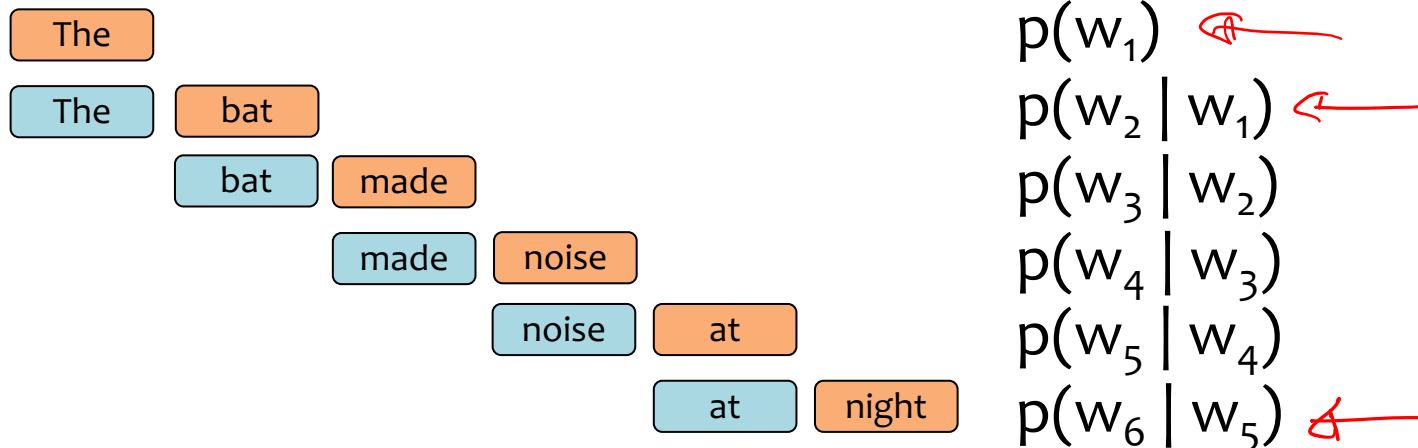 The p(w₁)
The bat p(w₂ | w₁)
bat made p(w₃ | w₂)
made noise p(w₄ | w₃)
noise at p(w₅ | w₄)
at night p(w₆ | w₅)